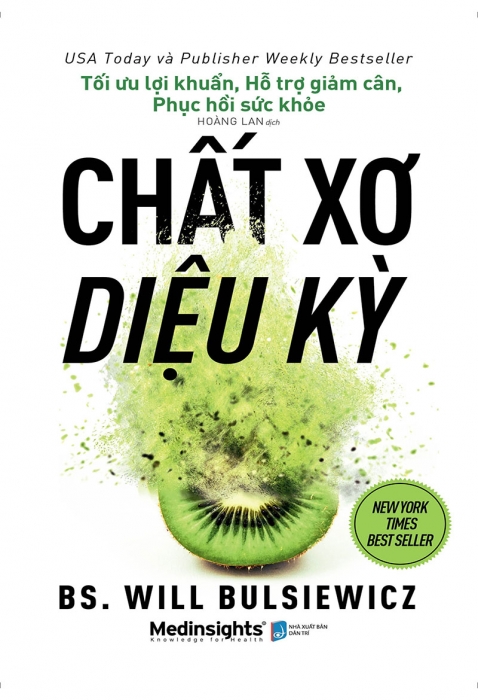 USA Today và Publisher Weekly Bestseller
Tối ưu lợi khuẩn, Hỗ trợ giảm cân,
Phục hồi sức khỏe
HOÀNG LAN dịch
CHẤT XƠ
DIỆU KỲ
NEW YORK
TIMES
BEST SELLER
BS. WILL BULSIEWICZ
Medinsights®
Knowledge for Health
NHÀ XUẤT BẢN
DÂN TRÍ